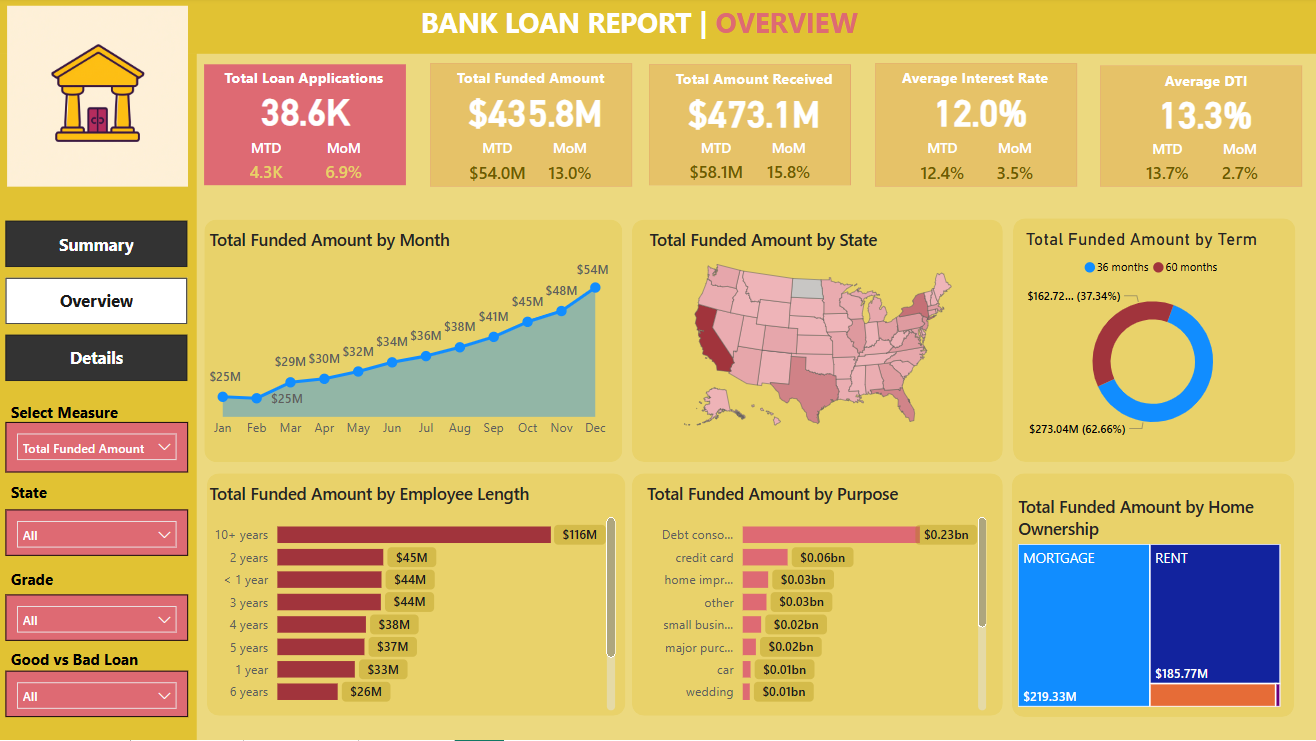 BANK LOAN REPORT | OVERVIEW
Total Loan Applications
38.6K
MTD MoM
4.3K 6.9%
Total Funded Amount
$435.8M
MTD MoM
$54.0M 13.0%
Total Amount Received
$473.1M
MTD MoM
$58.1M 15.8%
Average Interest Rate
12.0%
MTD MoM
12.4% 3.5%
Average DTI
13.3%
MTD MoM
13.7% 2.7%
Summary
Overview
Details
Select Measure
Total Funded Amount
State
All
Grade
All
Good vs Bad Loan
All
Total Funded Amount by Month
$25M
$25M
$29M
$30M
$32M
$34M
$36M
$38M
$41M
$45M
$48M
$54M
Jan Feb Mar Apr May Jun Jul Aug Sep Oct Nov Dec
Total Funded Amount by State
Total Funded Amount by Term
36 months 60 months
$162.72... (37.34%)
$273.04M (62.66%)
Total Funded Amount by Employee Length
10+ years $116M
2 years $45M
< 1 year $44M
3 years $44M
4 years $38M
5 years $37M
1 year $33M
6 years $26M
Total Funded Amount by Purpose
Debt conso... $0.23bn
credit card $0.06bn
home impr... $0.03bn
other $0.03bn
small busin... $0.02bn
major purc... $0.02bn
car $0.01bn
wedding $0.01bn
Total Funded Amount by Home
Ownership
MORTGAGE
$219.33M
RENT
$185.77M